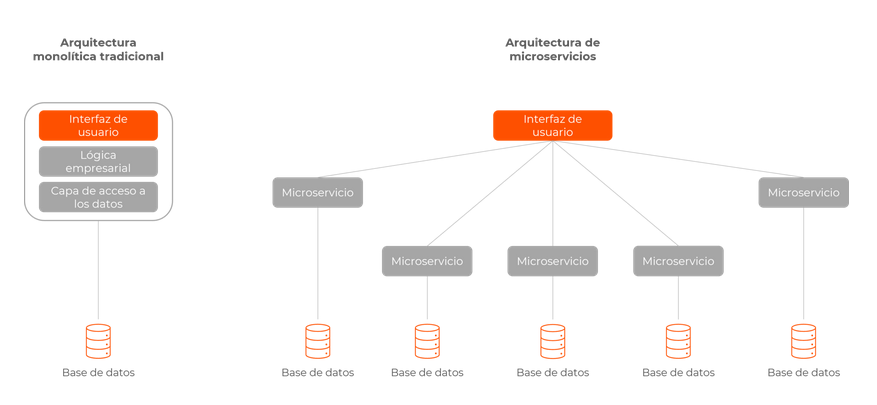 Arquitectura
monolítica tradicional
Interfaz de
usuario
Lógica
empresarial
Capa de acceso a
los datos
Base de datos
Arquitectura de
microservicios
Interfaz de
usuario
Microservicio
Microservicio
Microservicio
Microservicio
Microservicio
Base de datos
Base de datos
Base de datos
Base de datos
Base de datos